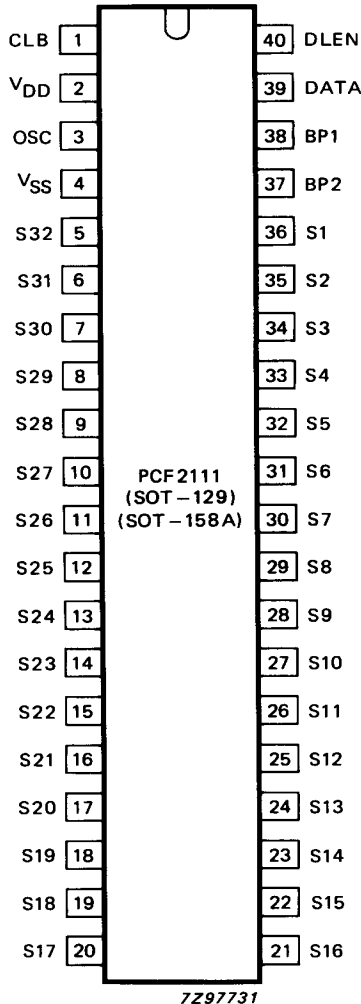 CLB 1 40 DLEN
VDD 2 39 DATA
OSC 3 38 BP1
VSS 4 37 BP2
S32 5 36 S1
S31 6 35 S2
S30 7 34 S3
S29 8 33 S4
S28 9 32 S5
S27 10 31 S6
S26 11 30 S7
S25 12 29 S8
S24 13 28 S9
S23 14 27 S10
S22 15 26 S11
S21 16 25 S12
S20 17 24 S13
S19 18 23 S14
S18 19 22 S15
S17 20 21 S16
PCF2111
(SOT–129)
(SOT–158A)
7Z97731